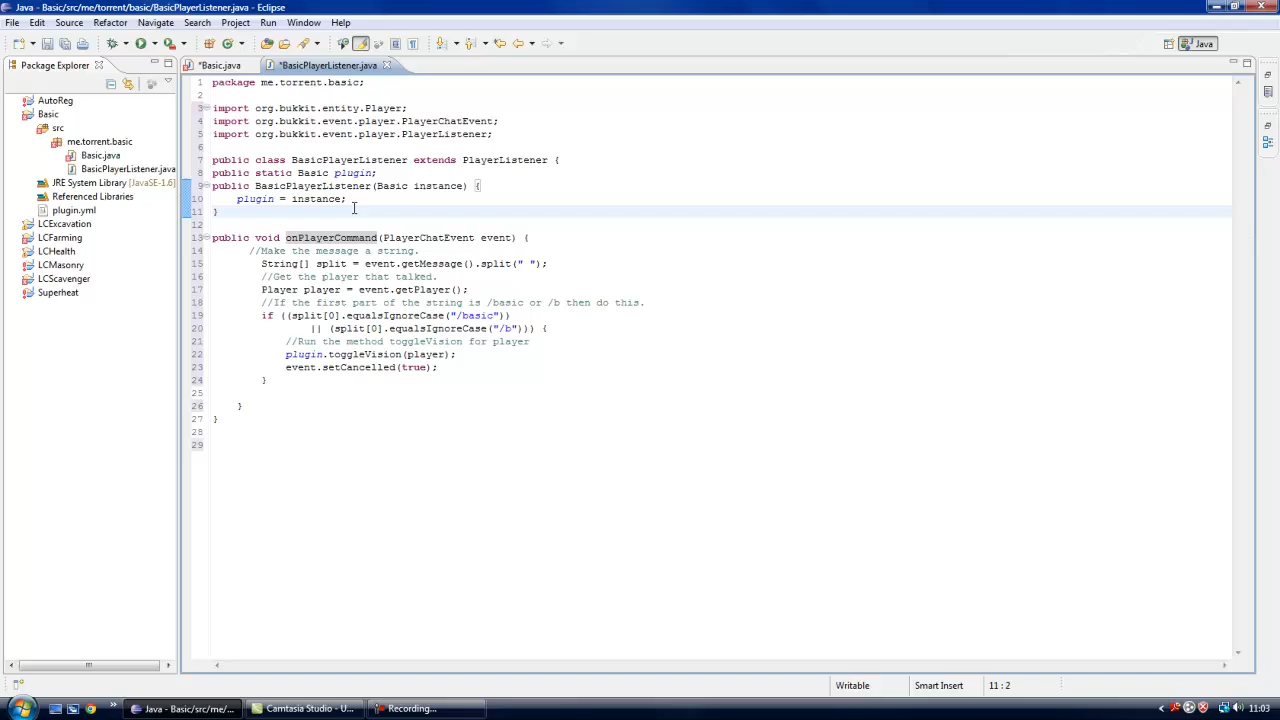 Java - Basic/src/me/torrent/basic/BasicPlayerListener.java - Eclipse
File Edit Source Refactor Navigate Search Project Run Window Help
Java
Package Explorer
*Basic.java
*BasicPlayerListener.java
AutoReg
Basic
src
me.torrent.basic
Basic.java
BasicPlayerListener.java
JRE System Library [JavaSE-1.6]
Referenced Libraries
plugin.yml
LCExcavation
LCFarming
LCHealth
LCMasonry
LCScavenger
Superheat
1 package me.torrent.basic;
2
3 import org.bukkit.entity.Player;
4 import org.bukkit.event.player.PlayerChatEvent;
5 import org.bukkit.event.player.PlayerListener;
6
7 public class BasicPlayerListener extends PlayerListener {
8 public static Basic plugin;
9 public BasicPlayerListener(Basic instance) {
10 plugin = instance;
11 }
12
13 public void onPlayerCommand(PlayerChatEvent event) {
14 //Make the message a string.
15 String[] split = event.getMessage().split(" ");
16 //Get the player that talked.
17 Player player = event.getPlayer();
18 //If the first part of the string is /basic or /b then do this.
19 if ((split[0].equalsIgnoreCase("/basic"))
20 || (split[0].equalsIgnoreCase("/b"))) {
21 //Run the method toggleVision for player
22 plugin.toggleVision(player);
23 event.setCancelled(true);
24 }
25
26 }
27 }
28
29
Writable Smart Insert 11 : 2
» Java - Basic/src/me/... Camtasia Studio - U... Recording... 11:03